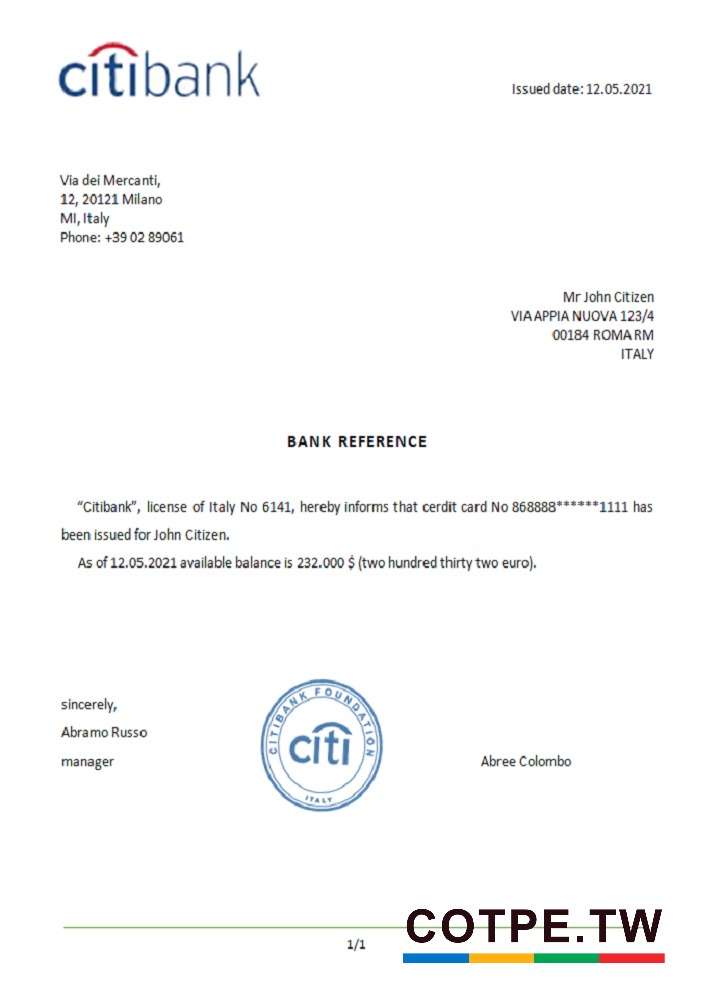 citibank
Issued date: 12.05.2021
Via dei Mercanti,
12, 20121 Milano
MI, Italy
Phone: +39 02 89061
Mr John Citizen
VIA APPIA NUOVA 123/4
00184 ROMA RM
ITALY
BANK REFERENCE
“Citibank”, license of Italy No 6141, hereby informs that cerdit card No 868888******1111 has
been issued for John Citizen.
As of 12.05.2021 available balance is 232.000 $ (two hundred thirty two euro).
sincerely,
Abramo Russo
manager
CITIBANK FOUNDATION
citi
ITALY
Abree Colombo
1/1
COTPE.TW